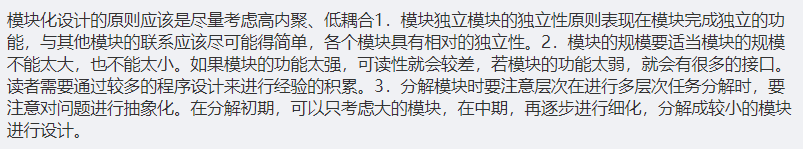 模块化设计的原则应该是尽量考虑高内聚、低耦合1．模块独立模块的独立性原则表现在模块完成独立的功
能，与其他模块的联系应该尽可能得简单，各个模块具有相对的独立性。2．模块的规模要适当模块的规模
不能太大，也不能太小。如果模块的功能太强，可读性就会较差，若模块的功能太弱，就会有很多的接口。
读者需要通过较多的程序设计来进行经验的积累。3．分解模块时要注意层次在进行多层次任务分解时，要
注意对问题进行抽象化。在分解初期，可以只考虑大的模块，在中期，再逐步进行细化，分解成较小的模块
进行设计。